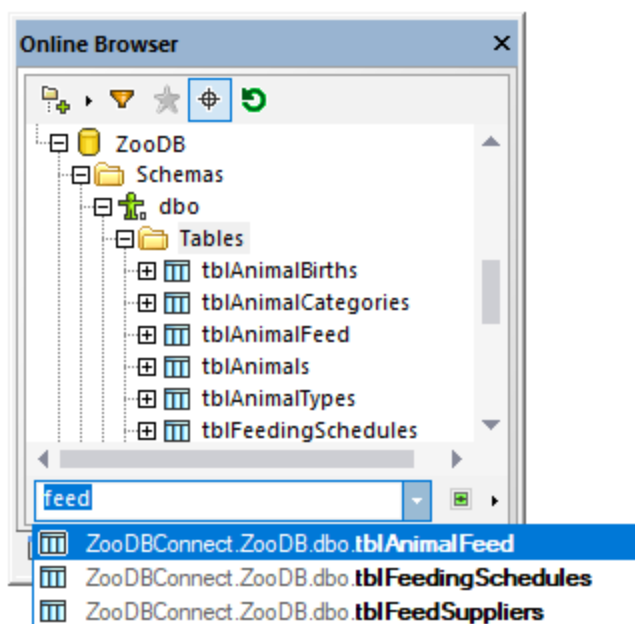 Online Browser
ZooDB
Schemas
dbo
Tables
tblAnimalBirths
tblAnimalCategories
tblAnimalFeed
tblAnimals
tblAnimalTypes
tblFeedingSchedules
feed
ZooDBConnect.ZooDB.dbo.tblAnimalFeed
ZooDBConnect.ZooDB.dbo.tblFeedingSchedules
ZooDBConnect.ZooDB.dbo.tblFeedSuppliers